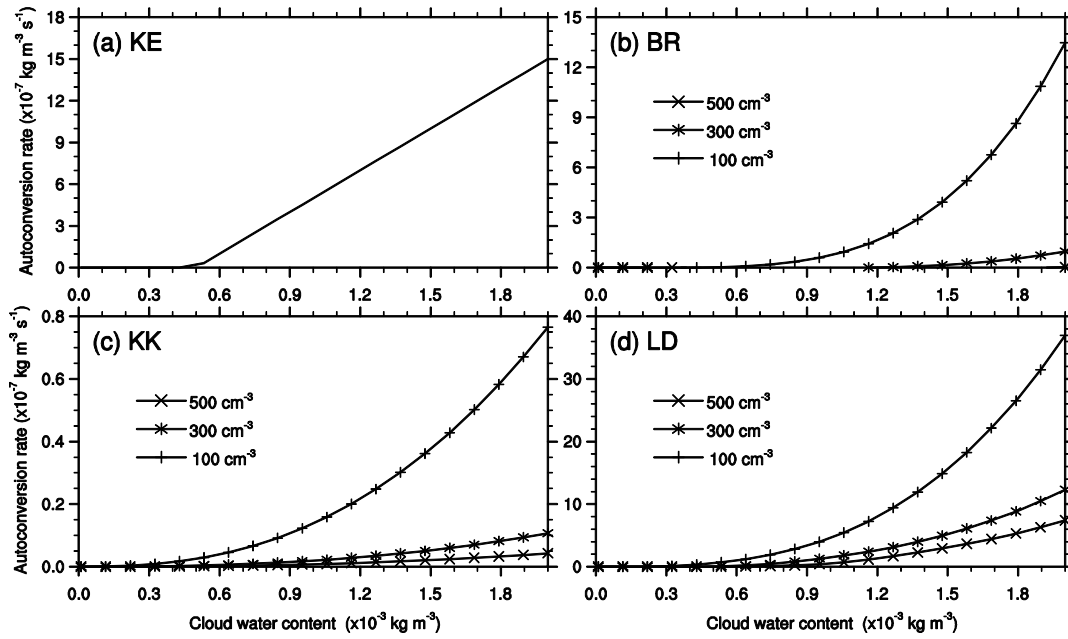 (a) KE
Autoconversion rate (x10⁻⁷ kg m⁻³ s⁻¹)
15
12
9
6
3
0
0.0 0.3 0.6 0.9 1.2 1.5 1.8
(b) BR
500 cm⁻³
300 cm⁻³
100 cm⁻³
15
12
9
6
3
0
0.0 0.3 0.6 0.9 1.2 1.5 1.8
(c) KK
500 cm⁻³
300 cm⁻³
100 cm⁻³
Autoconversion rate (x10⁻⁷ kg m⁻³ s⁻¹)
0.8
0.6
0.4
0.2
0.0
0.0 0.3 0.6 0.9 1.2 1.5 1.8
Cloud water content (x10⁻³ kg m⁻³)
(d) LD
500 cm⁻³
300 cm⁻³
100 cm⁻³
40
30
20
10
0
0.0 0.3 0.6 0.9 1.2 1.5 1.8
Cloud water content (x10⁻³ kg m⁻³)